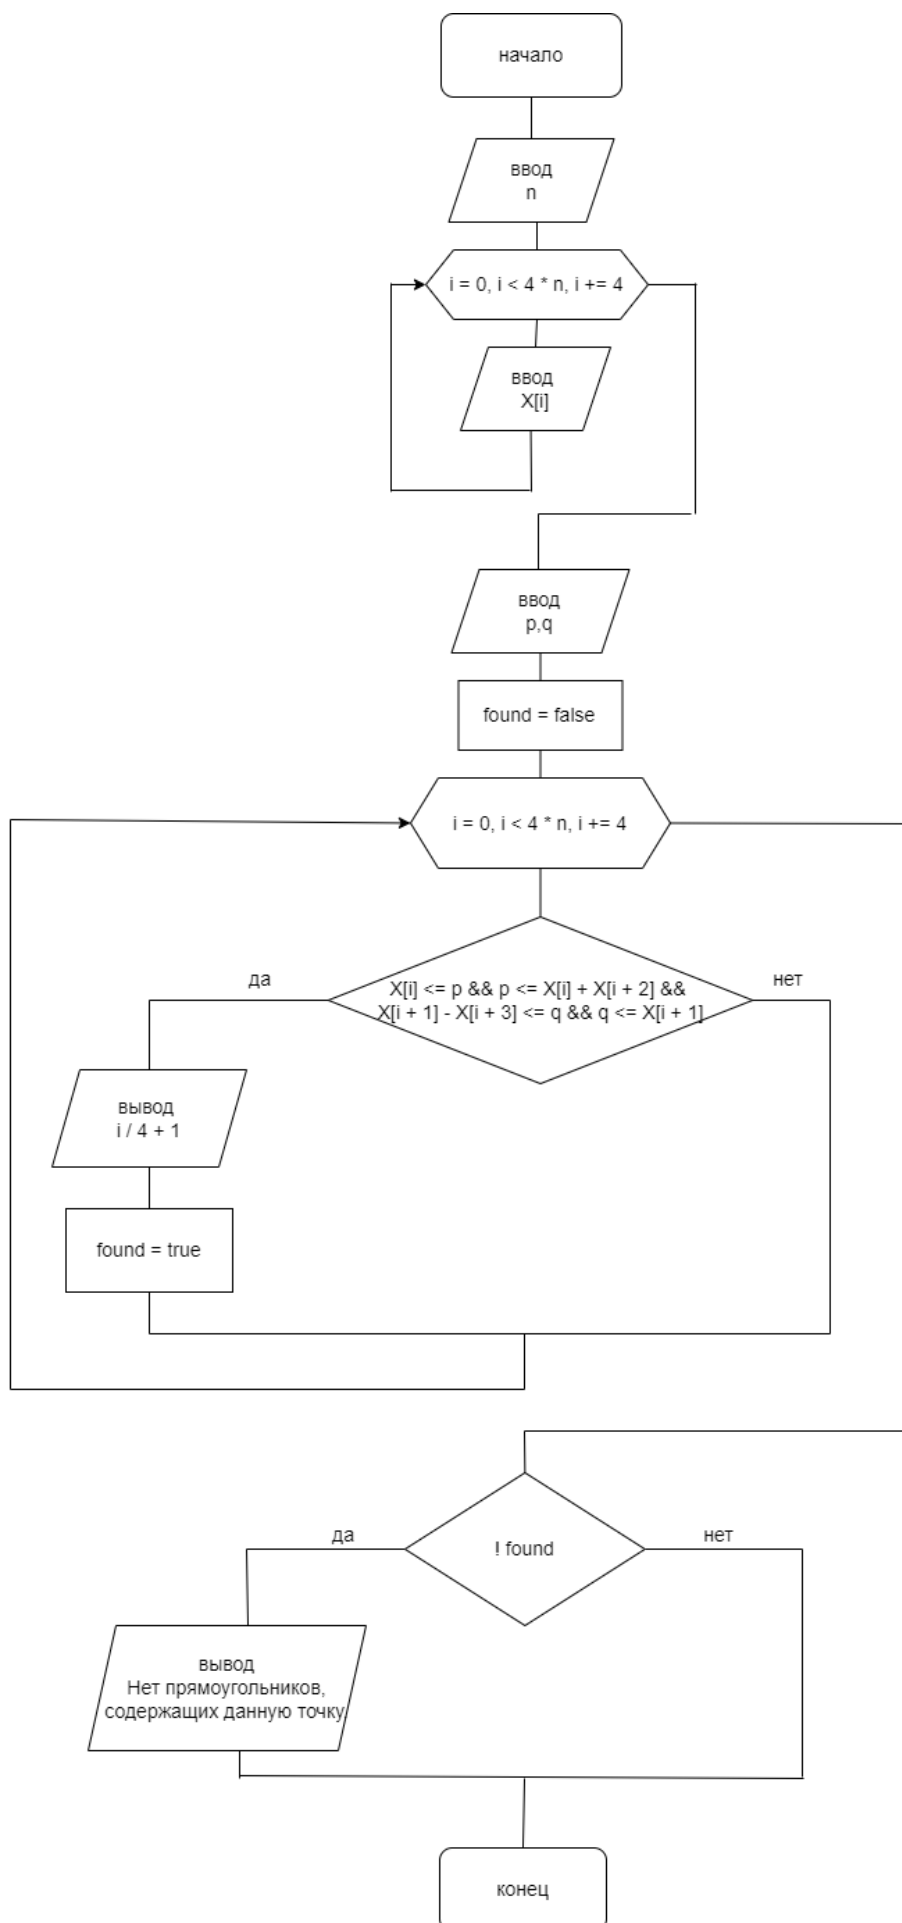 начало
ввод
n
i = 0, i < 4 * n, i += 4
ввод
X[i]
ввод
p,q
found = false
i = 0, i < 4 * n, i += 4
да
нет
X[i] <= p && p <= X[i] + X[i + 2] &&
X[i + 1] - X[i + 3] <= q && q <= X[i + 1]
вывод
i / 4 + 1
found = true
да
нет
! found
вывод
Нет прямоугольников,
содержащих данную точку
конец